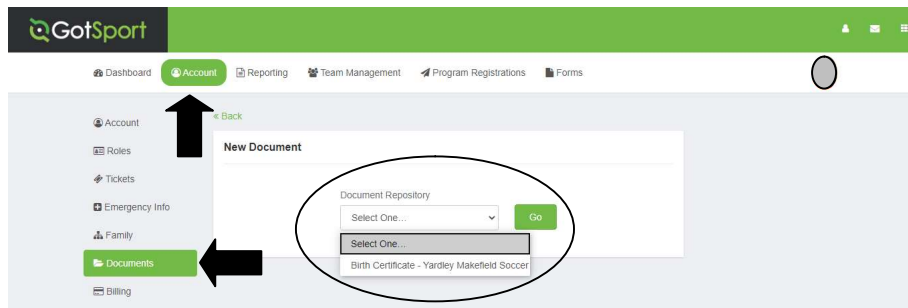 GotSport
Dashboard Account Reporting Team Management Program Registrations Forms
Account
Roles
Tickets
Emergency Info
Family
Documents
Billing
« Back
New Document
Document Repository
Select One...
Go
Select One...
Birth Certificate - Yardley Makefield Soccer